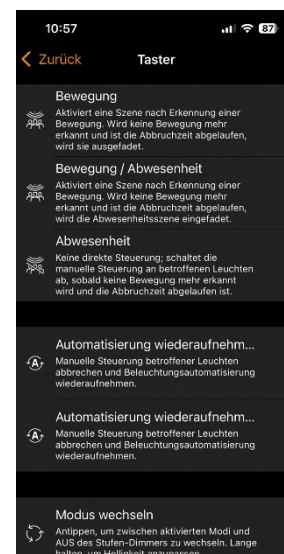 10:57
87
Zurück
Taster
Bewegung
Aktiviert eine Szene nach Erkennung einer
Bewegung. Wird keine Bewegung mehr
erkannt und ist die Abbruchzeit abgelaufen,
wird sie ausgefadet.
Bewegung / Abwesenheit
Aktiviert eine Szene nach Erkennung einer
Bewegung. Wird keine Bewegung mehr
erkannt und ist die Abbruchzeit abgelaufen,
wird die Abwesenheitsszene eingefadet.
Abwesenheit
Keine direkte Steuerung; schaltet die
manuelle Steuerung an betroffenen Leuchten
ab, sobald keine Bewegung mehr erkannt
wird und die Abbruchzeit abgelaufen ist.
Automatisierung wiederaufnehm...
Manuelle Steuerung betroffener Leuchten
abbrechen und Beleuchtungsautomatisierung
wiederaufnehmen.
Automatisierung wiederaufnehm...
Manuelle Steuerung betroffener Leuchten
abbrechen und Beleuchtungsautomatisierung
wiederaufnehmen.
Modus wechseln
Antippen, um zwischen aktivierten Modi und
AUS des Stufen-Dimmers zu wechseln. Lange
halten, um Helligkeit anzupassen